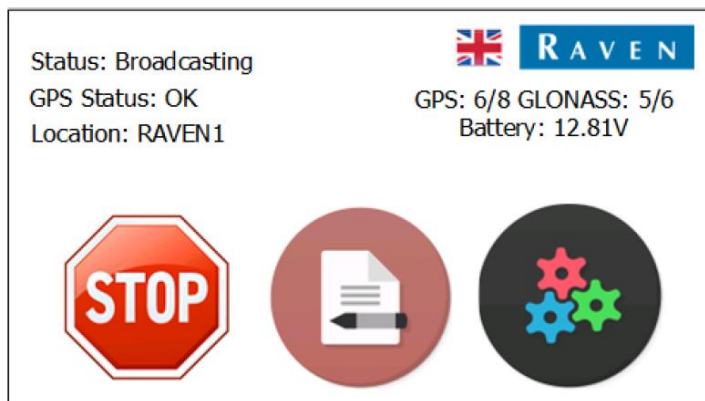 Status: Broadcasting
RAVEN
GPS Status: OK
GPS: 6/8 GLONASS: 5/6
Location: RAVEN1
Battery: 12.81V
STOP